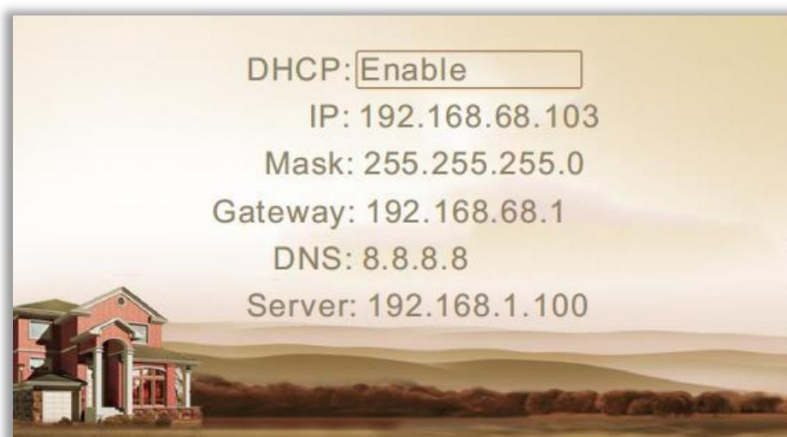 DHCP: Enable
IP: 192.168.68.103
Mask: 255.255.255.0
Gateway: 192.168.68.1
DNS: 8.8.8.8
Server: 192.168.1.100